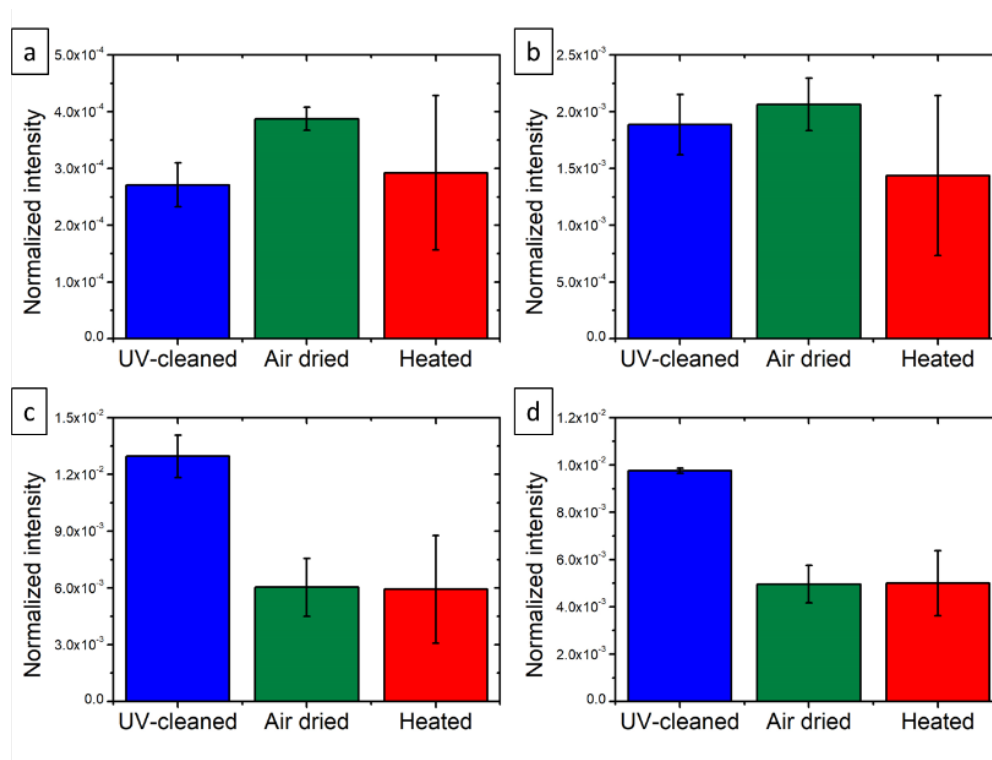 a
Normalized intensity
5.0x10⁻⁴
4.0x10⁻⁴
3.0x10⁻⁴
2.0x10⁻⁴
1.0x10⁻⁴
0.0
UV-cleaned Air dried Heated
b
Normalized intensity
2.5x10⁻³
2.0x10⁻³
1.5x10⁻³
1.0x10⁻³
5.0x10⁻⁴
0.0
UV-cleaned Air dried Heated
c
Normalized intensity
1.5x10⁻²
1.2x10⁻²
9.0x10⁻³
6.0x10⁻³
3.0x10⁻³
0.0
UV-cleaned Air dried Heated
d
Normalized intensity
1.2x10⁻²
1.0x10⁻²
8.0x10⁻³
6.0x10⁻³
4.0x10⁻³
2.0x10⁻³
0.0
UV-cleaned Air dried Heated